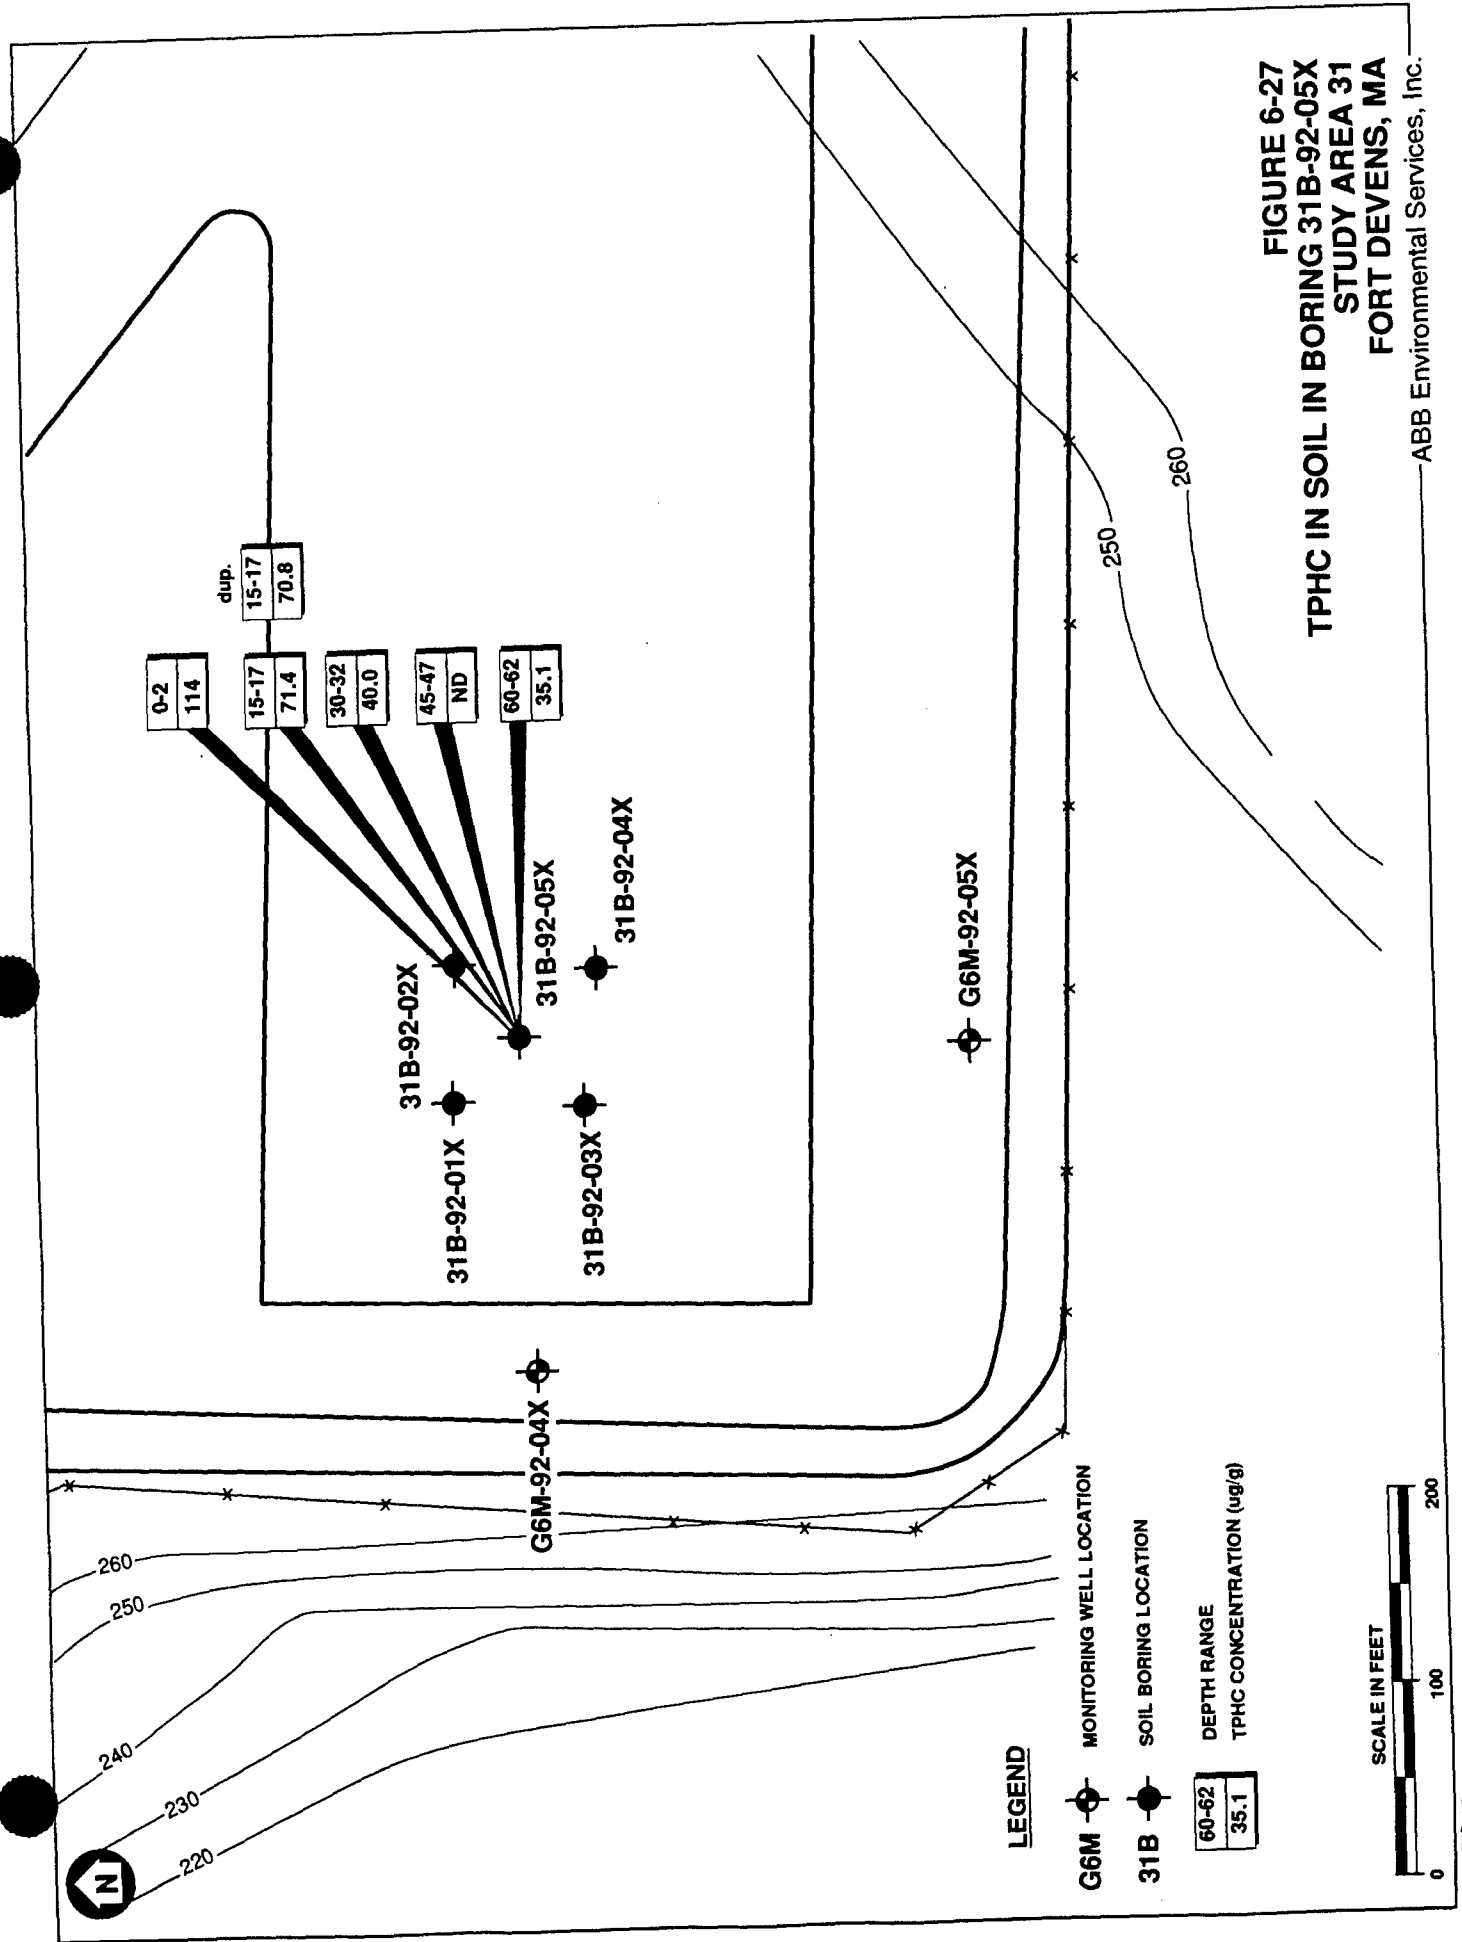 N
260
250
240
230
220
0-2
114
15-17
71.4
dup.
15-17
70.8
30-32
40.0
45-47
ND
60-62
35.1
31B-92-01X
31B-92-02X
31B-92-05X
31B-92-03X
31B-92-04X
G6M-92-04X
G6M-92-05X
250
260
LEGEND
G6M MONITORING WELL LOCATION
31B SOIL BORING LOCATION
60-62 DEPTH RANGE
35.1 TPHC CONCENTRATION (ug/g)
SCALE IN FEET
0 100 200
FIGURE 6-27
TPHC IN SOIL IN BORING 31B-92-05X
STUDY AREA 31
FORT DEVENS, MA
ABB Environmental Services, Inc.